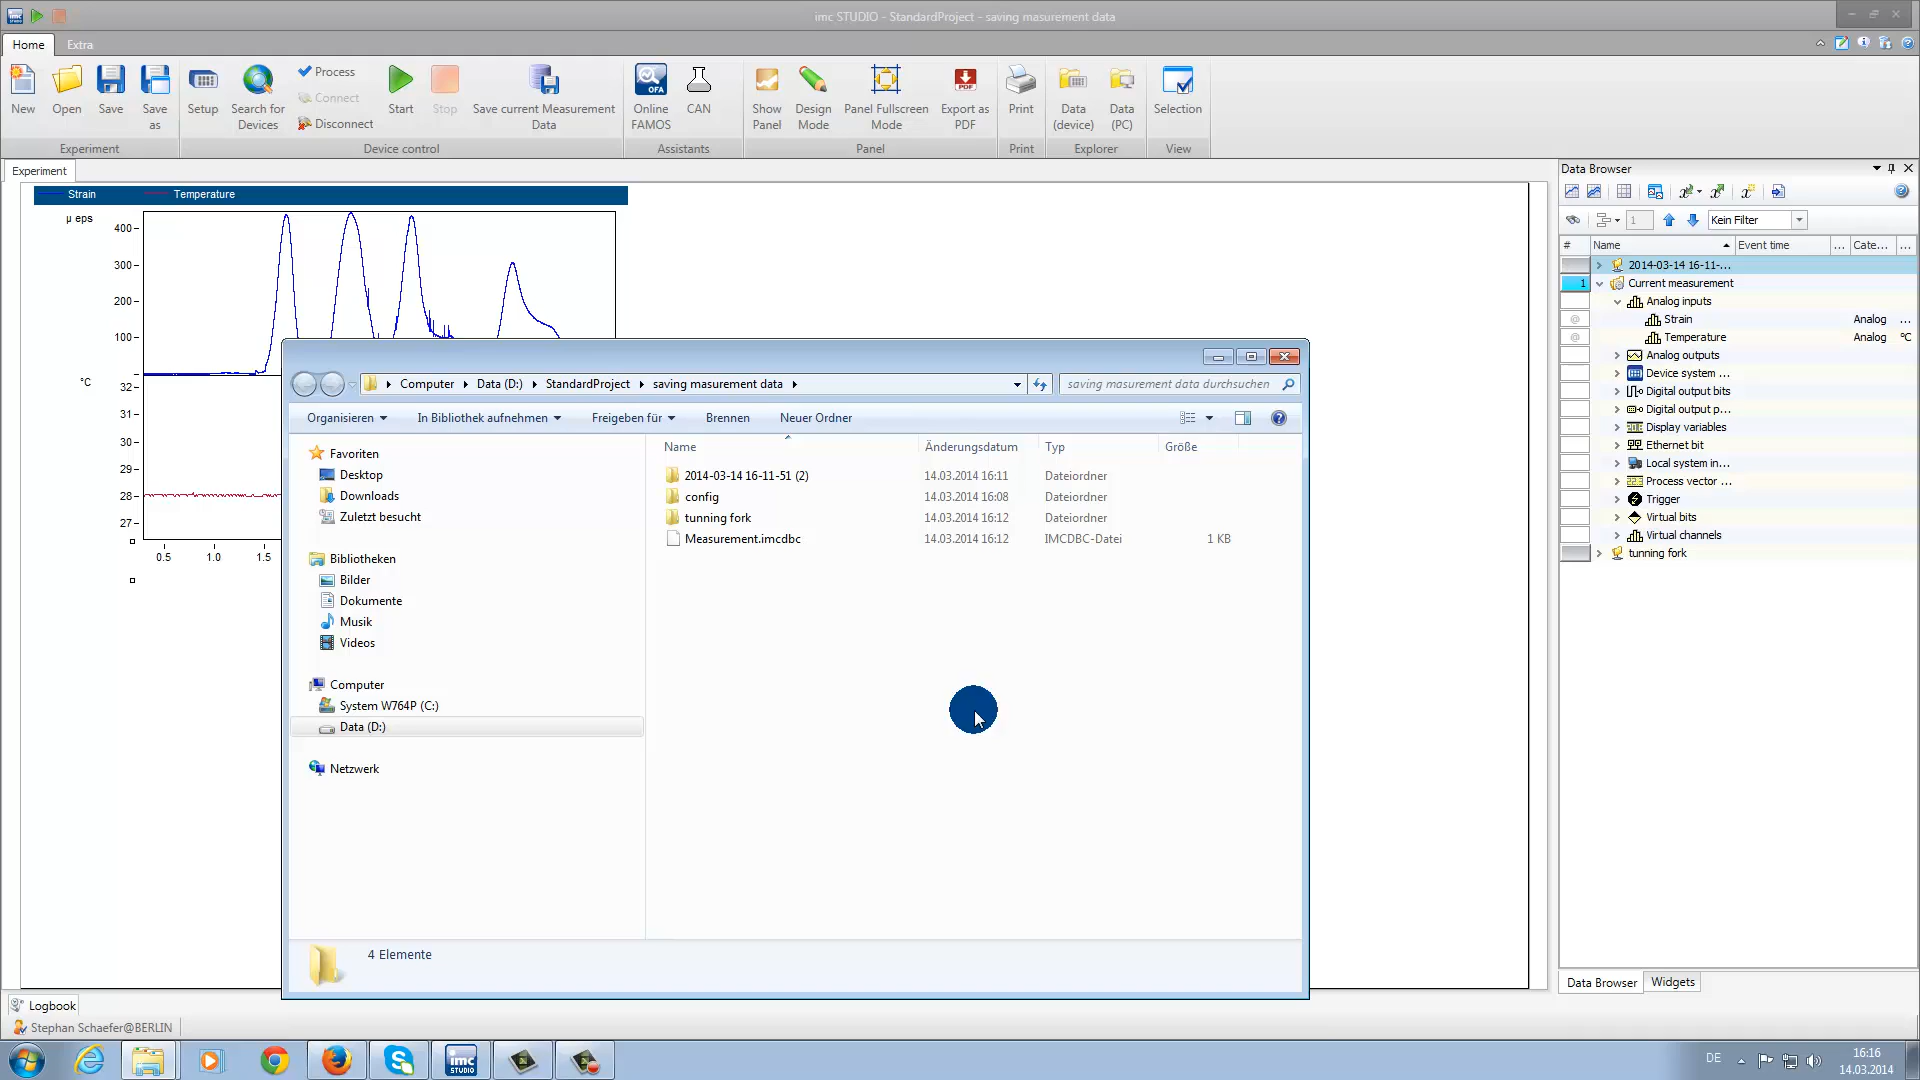 imc STUDIO - StandardProject - saving masurement data
Home Extra
New Open Save Save as
Setup Search for Devices Process Connect Disconnect Start Stop Save current Measurement Data
OFA Online FAMOS CAN
Show Panel Design Mode Panel Fullscreen Mode Export as PDF
Print Data (device) Data (PC) Selection
Experiment Device control Assistants Panel Print Explorer View
Experiment
Strain Temperature
µ eps
400
300
200
100
°C
32
31
30
29
28
27
0.5 1.0 1.5
Computer Data (D:) StandardProject saving masurement data
saving masurement data durchsuchen
Organisieren In Bibliothek aufnehmen Freigeben für Brennen Neuer Ordner
Favoriten
Desktop
Downloads
Zuletzt besucht
Bibliotheken
Bilder
Dokumente
Musik
Videos
Computer
System W764P (C:)
Data (D:)
Netzwerk
Name Änderungsdatum Typ Größe
2014-03-14 16-11-51 (2) 14.03.2014 16:11 Dateiordner
config 14.03.2014 16:08 Dateiordner
tunning fork 14.03.2014 16:12 Dateiordner
Measurement.imcdbc 14.03.2014 16:12 IMCDBC-Datei 1 KB
4 Elemente
Data Browser
1 Kein Filter
# Name Event time ... Cate... ...
2014-03-14 16-11-...
1 Current measurement
Analog inputs
@ Strain Analog ...
@ Temperature Analog °C
Analog outputs
Device system ...
Digital output bits
Digital output p...
Display variables
Ethernet bit
Local system in...
Process vector ...
Trigger
Virtual bits
Virtual channels
tunning fork
Data Browser Widgets
Logbook
Stephan Schaefer@BERLIN
imc STUDIO
DE
16:16
14.03.2014